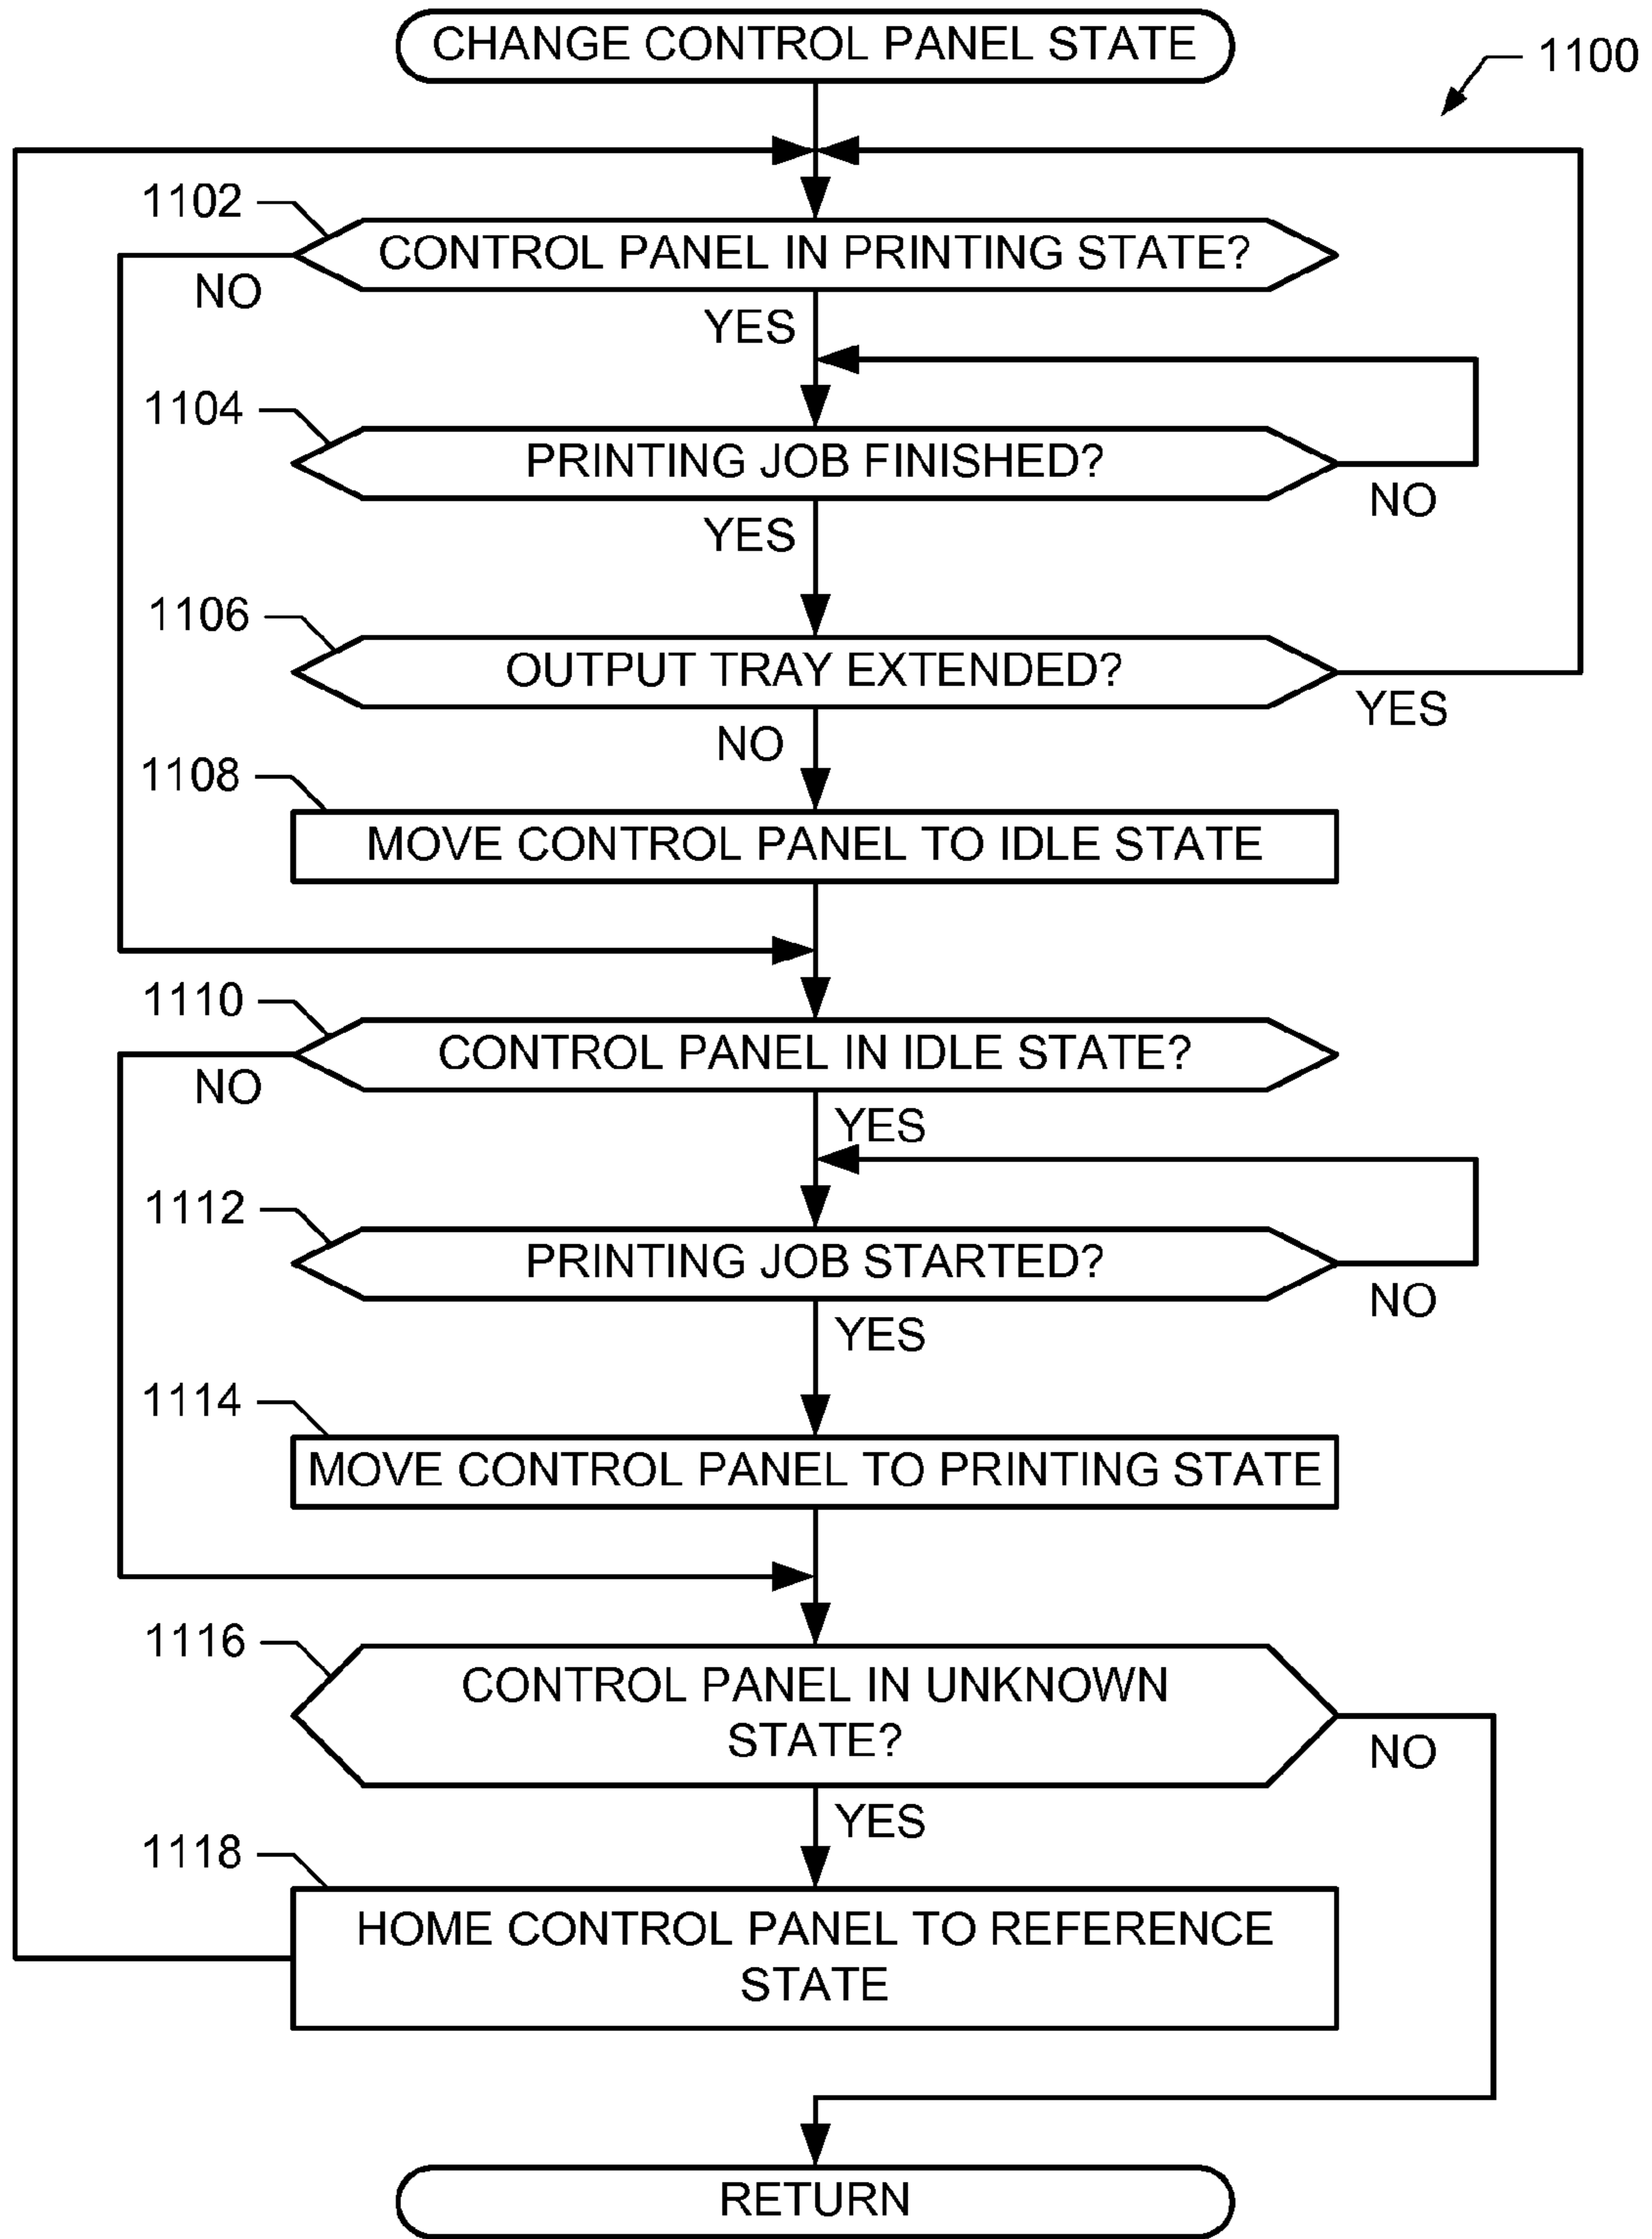 CHANGE CONTROL PANEL STATE
1100
1102
CONTROL PANEL IN PRINTING STATE?
NO
YES
1104
PRINTING JOB FINISHED?
NO
YES
1106
OUTPUT TRAY EXTENDED?
YES
NO
1108
MOVE CONTROL PANEL TO IDLE STATE
1110
CONTROL PANEL IN IDLE STATE?
NO
YES
1112
PRINTING JOB STARTED?
NO
YES
1114
MOVE CONTROL PANEL TO PRINTING STATE
1116
CONTROL PANEL IN UNKNOWN
STATE?
NO
YES
1118
HOME CONTROL PANEL TO REFERENCE
STATE
RETURN